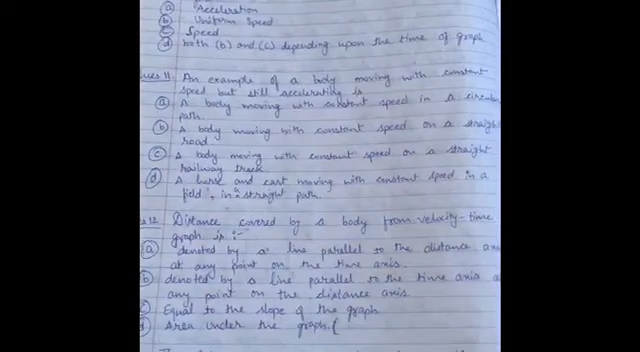 (a) Acceleration
(b) Uniform Speed
(c) Speed
(d) both (b) and (c) depending upon the time of graph
ues 11 An example of a body moving with constant
speed but still accelerating is
(a) A body moving with constant speed in a circular
path.
(b) A body moving with constant speed on a straight
road
(c) A body moving with constant speed on a straight
railway track
(d) A horse and cart moving with constant speed in a
field, in a straight path.
s 12 Distance covered by a body from velocity-time
graph is :-
(a) denoted by a line parallel to the distance axi
at any point on the time axis.
(b) denoted by a line parallel to the time axis a
any point on the distance axis.
Equal to the slope of the graph
Area under the graph.(